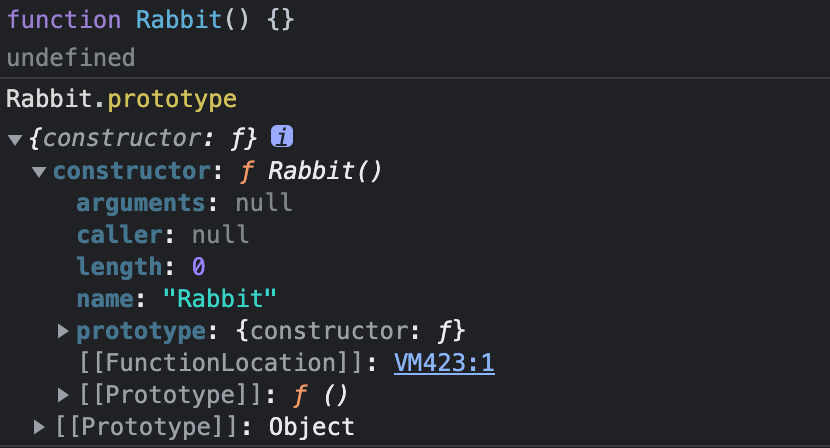 function Rabbit() {}
undefined
Rabbit.prototype
▼{constructor: ƒ} i
▼constructor: ƒ Rabbit()
arguments: null
caller: null
length: 0
name: "Rabbit"
▶prototype: {constructor: ƒ}
[[FunctionLocation]]: VM423:1
▶[[Prototype]]: ƒ ()
▶[[Prototype]]: Object